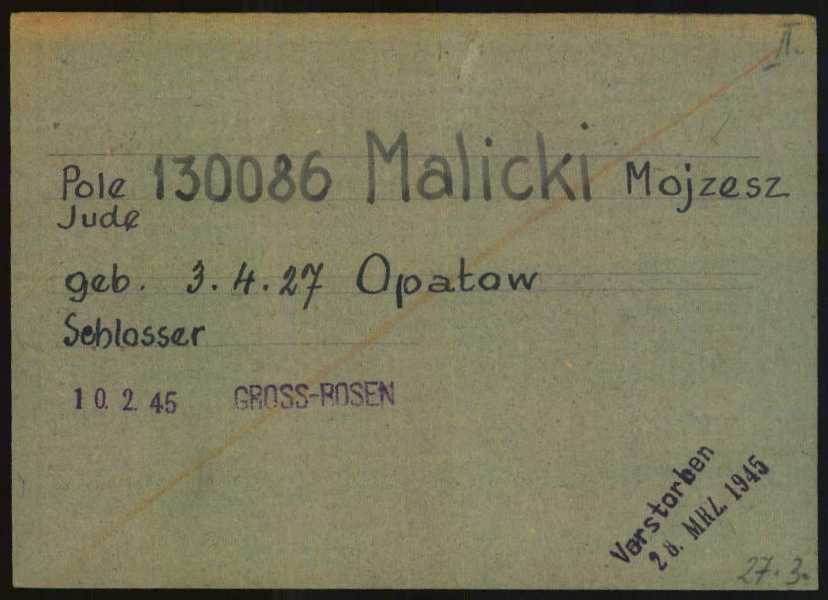 II.
Pole 130086 Malicki Mojzesz
Jude
geb. 3.4.27 Opatow
Schlosser
10.2.45 GROSS-ROSEN
Verstorben
28. MRZ. 1945
27.3.